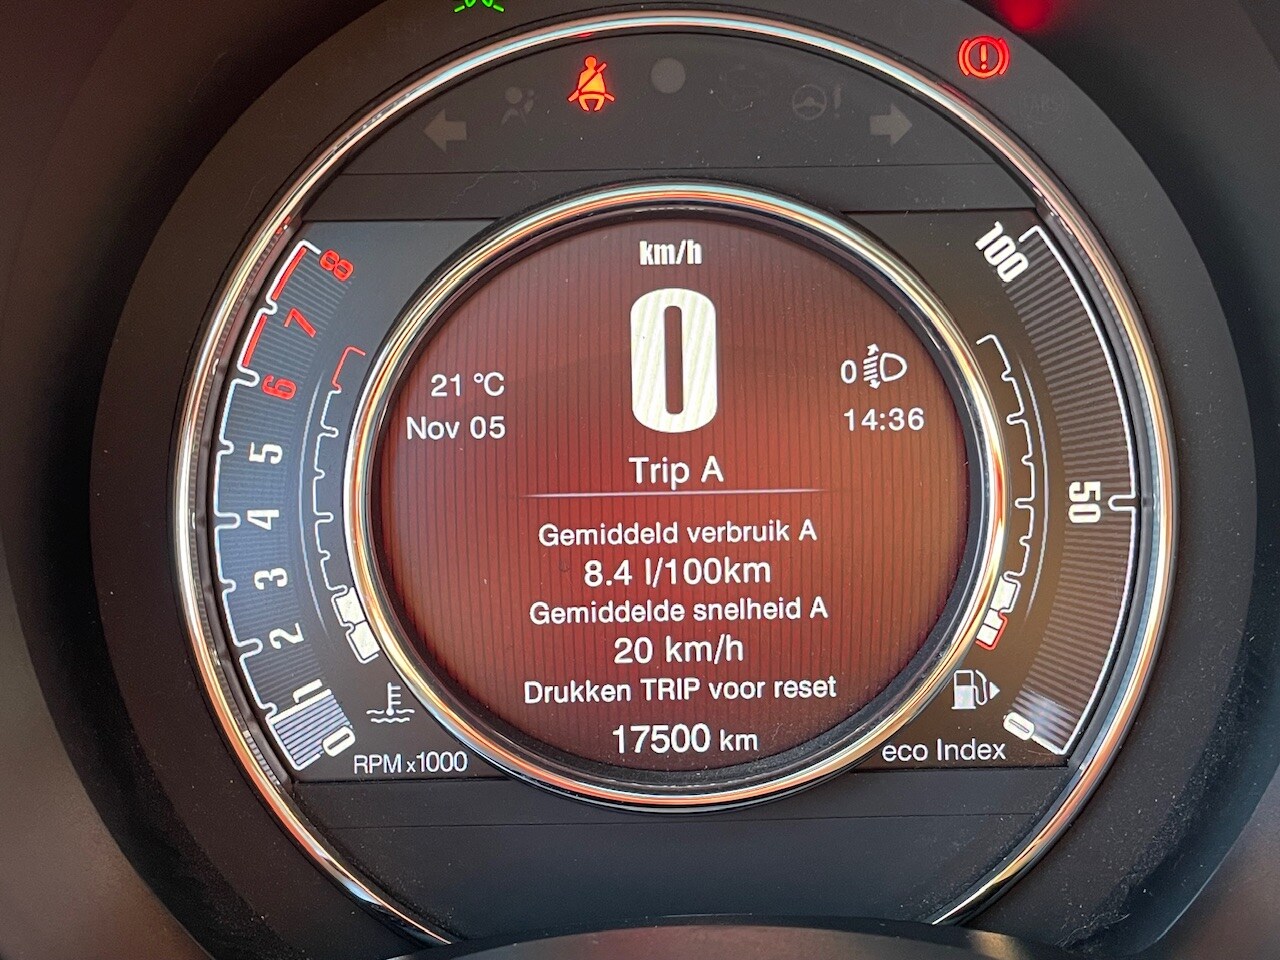 km/h
0
21 °C
Nov 05
0
14:36
Trip A
Gemiddeld verbruik A
8.4 l/100km
Gemiddelde snelheid A
20 km/h
Drukken TRIP voor reset
17500 km
8
7
6
5
4
3
2
1
0
RPM x1000
100
50
0
eco Index